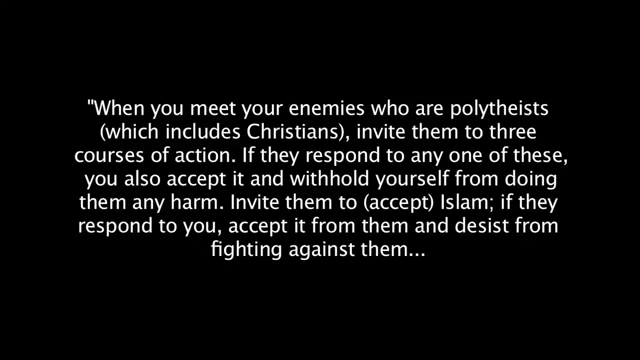 "When you meet your enemies who are polytheists
(which includes Christians), invite them to three
courses of action. If they respond to any one of these,
you also accept it and withhold yourself from doing
them any harm. Invite them to (accept) Islam; if they
respond to you, accept it from them and desist from
fighting against them...